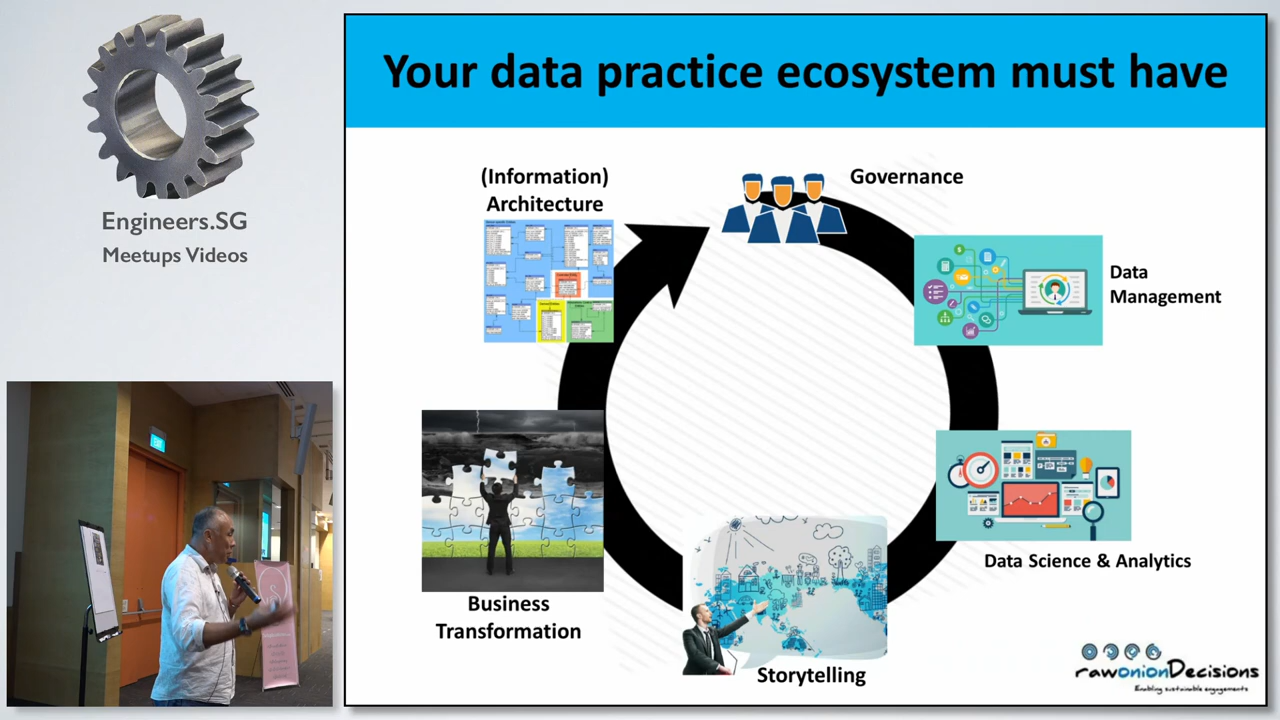 Engineers.SG
Meetups Videos
Your data practice ecosystem must have
(Information)
Architecture
Governance
Data
Management
Data Science & Analytics
Storytelling
Business
Transformation
rawonionDecisions
Enabling sustainable engagements
EXIT